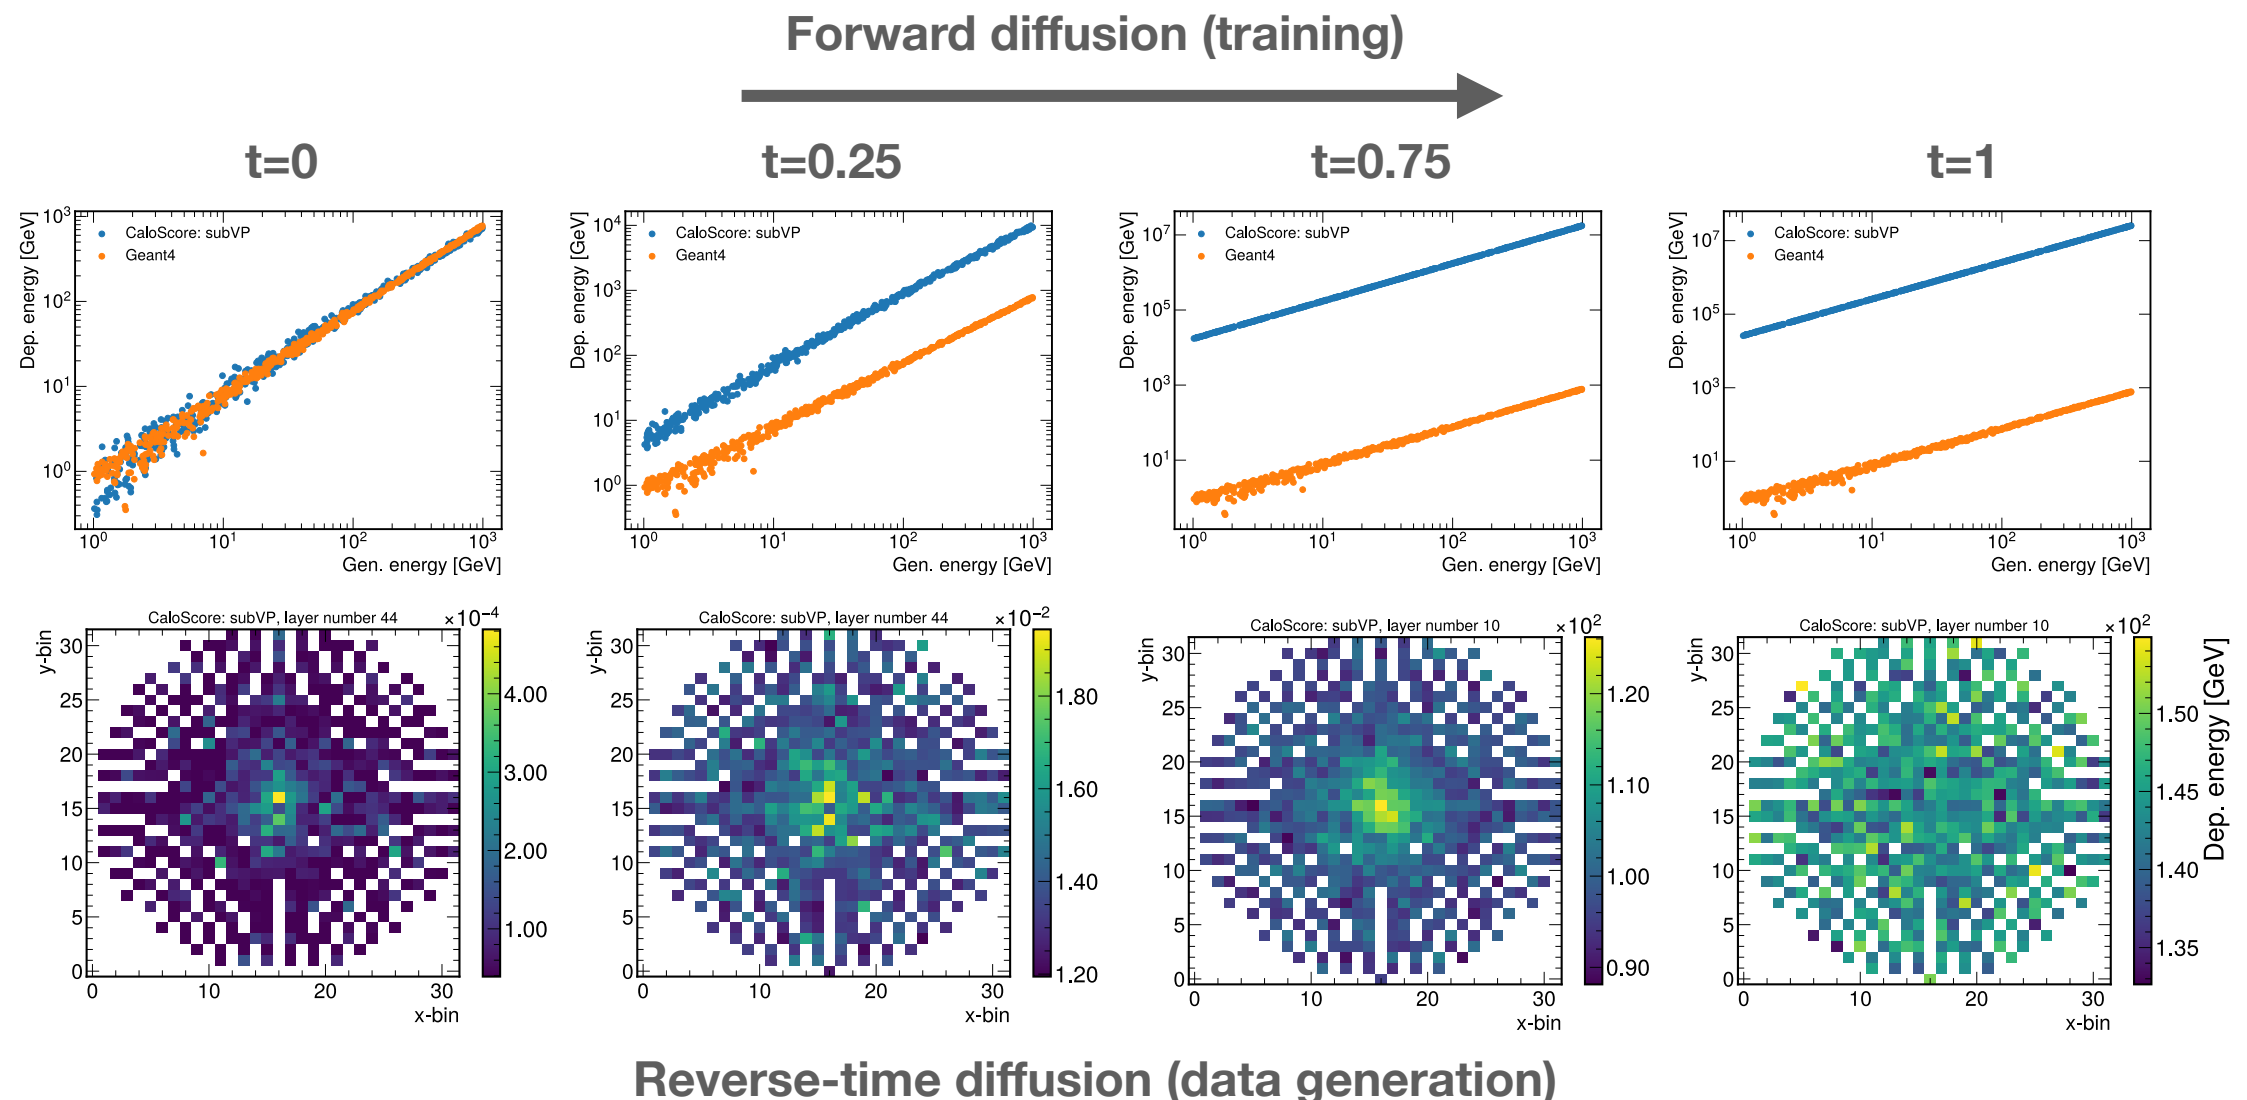 Forward diffusion (training)
t=0
t=0.25
t=0.75
t=1
Dep. energy [GeV]
10³
10²
10¹
10⁰
CaloScore: subVP
Geant4
10⁰ 10¹ 10² 10³
Gen. energy [GeV]
Dep. energy [GeV]
10⁴
10³
10²
10¹
10⁰
CaloScore: subVP
Geant4
10⁰ 10¹ 10² 10³
Gen. energy [GeV]
Dep. energy [GeV]
10⁷
10⁵
10³
10¹
CaloScore: subVP
Geant4
10⁰ 10¹ 10² 10³
Gen. energy [GeV]
Dep. energy [GeV]
10⁷
10⁵
10³
10¹
CaloScore: subVP
Geant4
10⁰ 10¹ 10² 10³
Gen. energy [GeV]
CaloScore: subVP, layer number 44
×10⁻⁴
y-bin
30
25
20
15
10
5
0
0 10 20 30
x-bin
4.00
3.00
2.00
1.00
CaloScore: subVP, layer number 44
×10⁻²
y-bin
30
25
20
15
10
5
0
0 10 20 30
x-bin
1.80
1.60
1.40
1.20
CaloScore: subVP, layer number 10
×10²
y-bin
30
25
20
15
10
5
0
0 10 20 30
x-bin
1.20
1.10
1.00
0.90
CaloScore: subVP, layer number 10
×10²
y-bin
30
25
20
15
10
5
0
0 10 20 30
x-bin
1.50
1.45
1.40
1.35
Dep. energy [GeV]
Reverse-time diffusion (data generation)